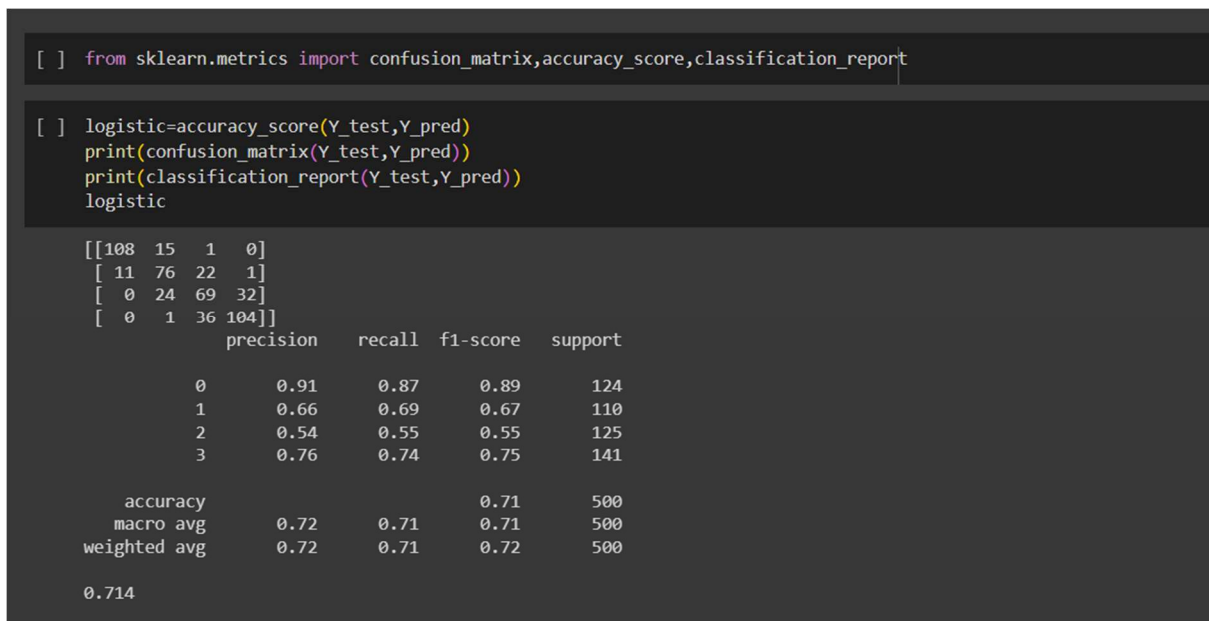 [ ] from sklearn.metrics import confusion_matrix,accuracy_score,classification_report
[ ] logistic=accuracy_score(Y_test,Y_pred)
print(confusion_matrix(Y_test,Y_pred))
print(classification_report(Y_test,Y_pred))
logistic
[[108 15 1 0]
[ 11 76 22 1]
[ 0 24 69 32]
[ 0 1 36 104]]
precision recall f1-score support
0 0.91 0.87 0.89 124
1 0.66 0.69 0.67 110
2 0.54 0.55 0.55 125
3 0.76 0.74 0.75 141
accuracy 0.71 500
macro avg 0.72 0.71 0.71 500
weighted avg 0.72 0.71 0.72 500
0.714